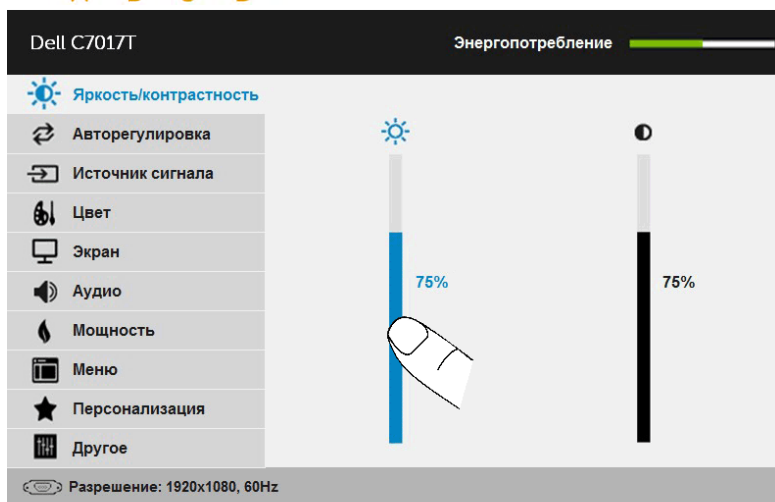 Dell C7017T
Энергопотребление
Яркость/контрастность
Авторегулировка
Источник сигнала
Цвет
Экран
Аудио
Мощность
Меню
Персонализация
Другое
75%
75%
Разрешение: 1920x1080, 60Hz